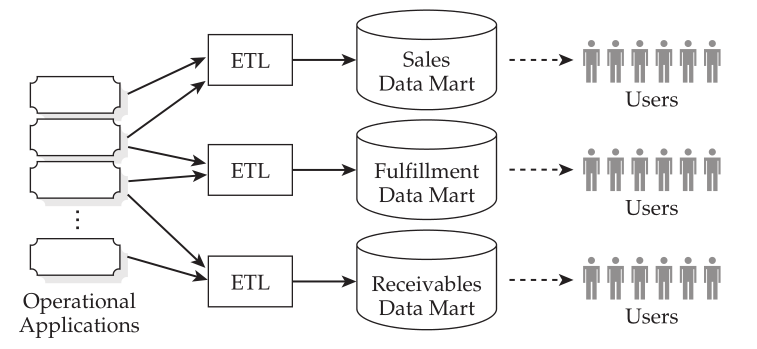 ETL
Sales
Data Mart
Users
ETL
Fulfillment
Data Mart
Users
ETL
Receivables
Data Mart
Users
Operational
Applications